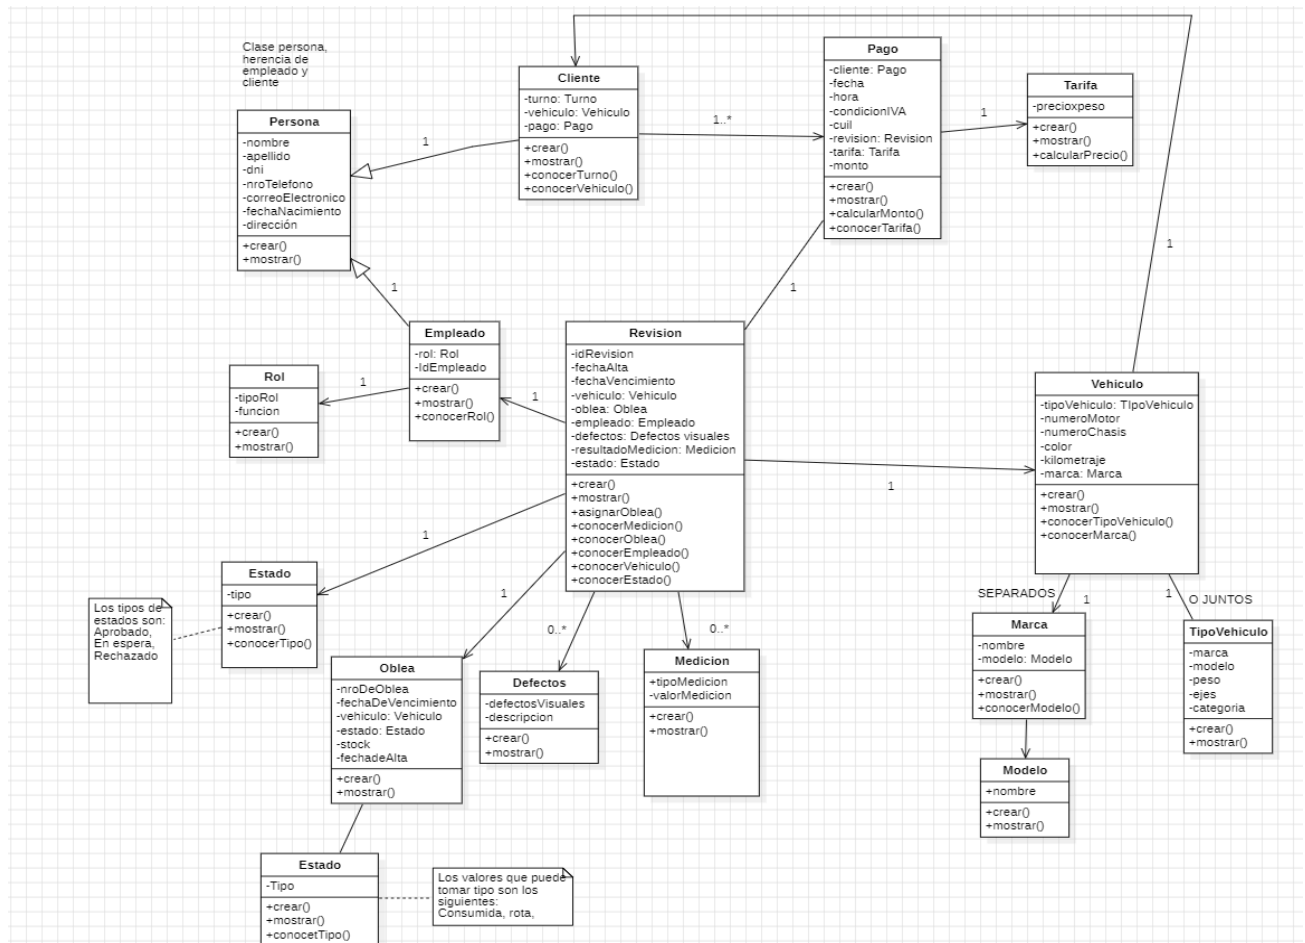 Clase persona,
herencia de
empleado y
cliente
Persona
-nombre
-apellido
-dni
-nroTelefono
-correoElectronico
-fechaNacimiento
-dirección
+crear()
+mostrar()
1
Cliente
-turno: Turno
-vehiculo: Vehiculo
-pago: Pago
+crear()
+mostrar()
+conocerTurno()
+conocerVehiculo()
1..*
Pago
-cliente: Pago
-fecha
-hora
-condicionIVA
-cuil
-revision: Revision
-tarifa: Tarifa
-monto
+crear()
+mostrar()
+calcularMonto()
+conocerTarifa()
1
Tarifa
-precioxpeso
+crear()
+mostrar()
+calcularPrecio()
1
1
1
Empleado
-rol: Rol
-IdEmpleado
+crear()
+mostrar()
+conocerRol()
1
Rol
-tipoRol
-funcion
+crear()
+mostrar()
1
Revision
-idRevision
-fechaAlta
-fechaVencimiento
-vehiculo: Vehiculo
-oblea: Oblea
-empleado: Empleado
-defectos: Defectos visuales
-resultadoMedicion: Medicion
-estado: Estado
+crear()
+mostrar()
+asignarOblea()
+conocerMedicion()
+conocerOblea()
+conocerEmpleado()
+conocerVehiculo()
+conocerEstado()
1
Vehiculo
-tipoVehiculo: TIpoVehiculo
-numeroMotor
-numeroChasis
-color
-kilometraje
-marca: Marca
+crear()
+mostrar()
+conocerTipoVehiculo()
+conocerMarca()
1
Estado
-tipo
+crear()
+mostrar()
+conocerTipo()
Los tipos de
estados son:
Aprobado,
En espera,
Rechazado
1
0..*
0..*
SEPARADOS
1
1
O JUNTOS
Oblea
-nroDeOblea
-fechaDeVencimiento
-vehiculo: Vehiculo
-estado: Estado
-stock
-fechadeAlta
+crear()
+mostrar()
Defectos
-defectosVisuales
-descripcion
+crear()
+mostrar()
Medicion
+tipoMedicion
-valorMedicion
+crear()
+mostrar()
Marca
-nombre
-modelo: Modelo
+crear()
+mostrar()
+conocerModelo()
TipoVehiculo
-marca
-modelo
-peso
-ejes
-categoria
+crear()
+mostrar()
Modelo
+nombre
+crear()
+mostrar()
Estado
-Tipo
+crear()
+mostrar()
+conocetTipo()
Los valores que puede
tomar tipo son los
siguientes:
Consumida, rota,